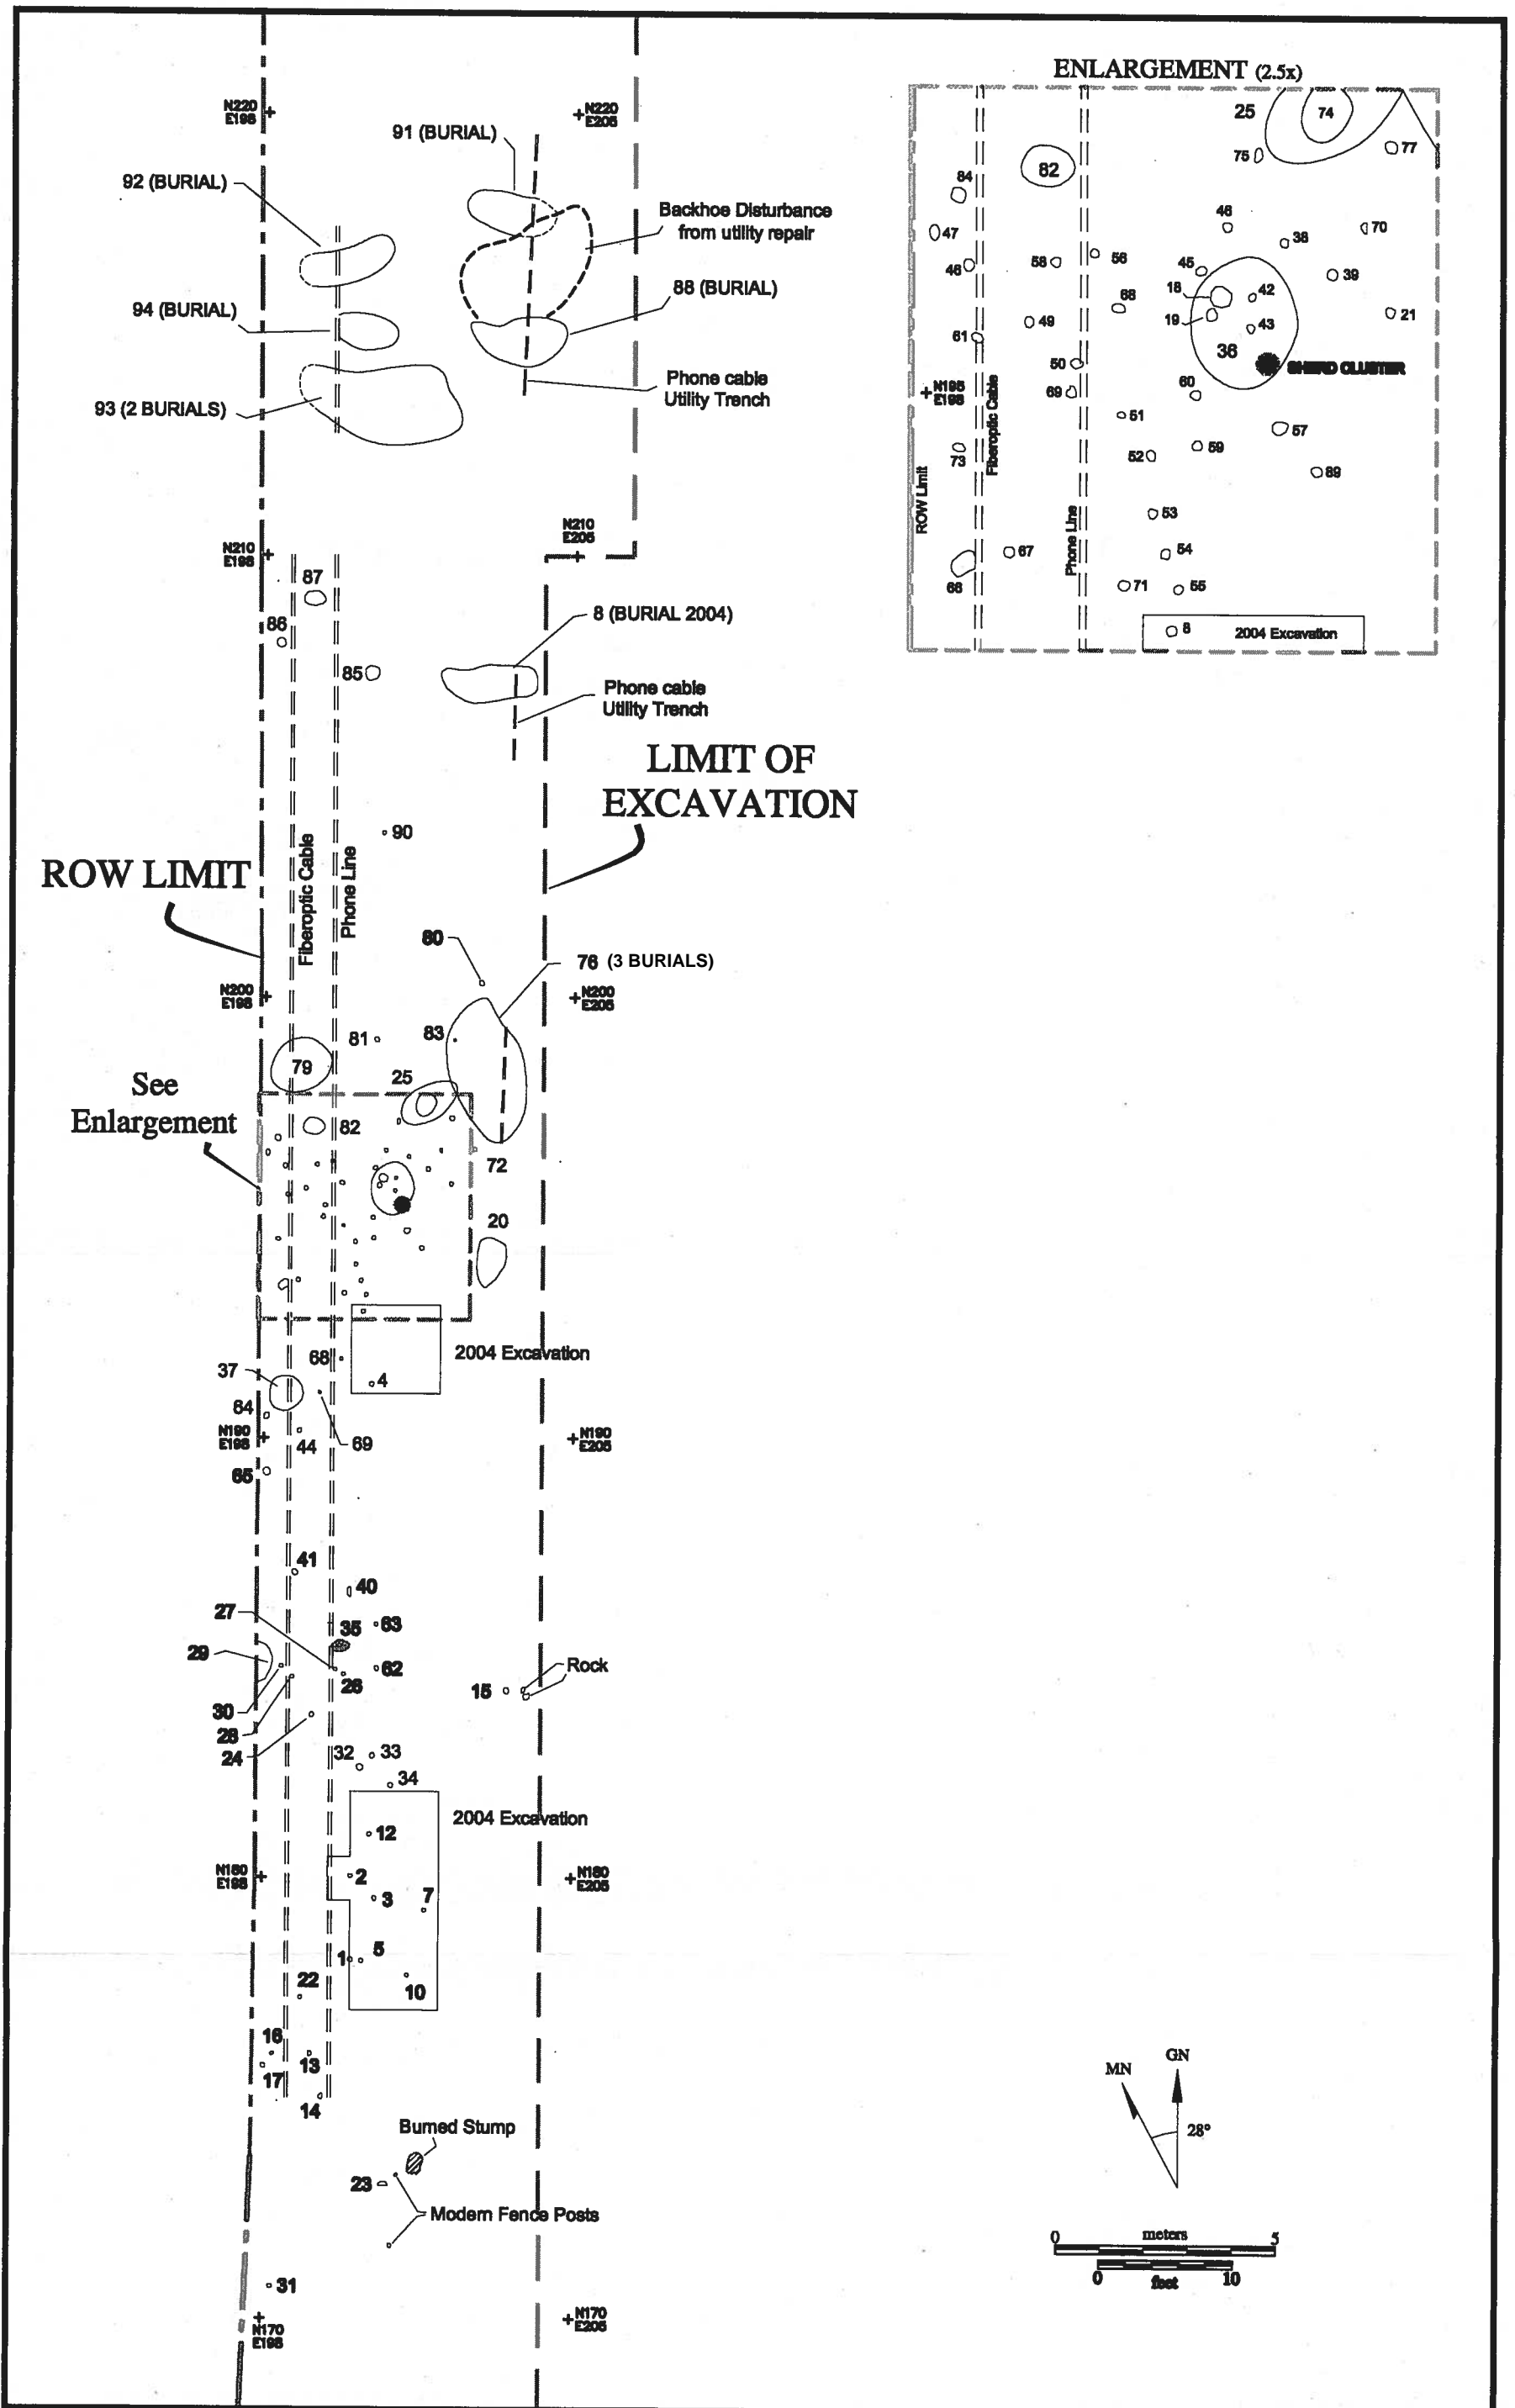 ENLARGEMENT (2.5x)
N220
E198
N220
E205
91 (BURIAL)
92 (BURIAL)
Backhoe Disturbance
from utility repair
94 (BURIAL)
88 (BURIAL)
Phone cable
Utility Trench
93 (2 BURIALS)
25
74
75
77
82
84
47
46
46
38
70
58
56
45
39
18
42
68
19
43
21
49
61
36
50
SHERD CLUSTER
N195
E198
69
60
51
57
73
Fiberoptic Cable
52
59
89
ROW Limit
53
Phone Line
67
54
66
71
55
8
2004 Excavation
N210
E198
N210
E205
87
86
8 (BURIAL 2004)
85
Phone cable
Utility Trench
LIMIT OF
EXCAVATION
90
Fiberoptic Cable
Phone Line
ROW LIMIT
80
76 (3 BURIALS)
N200
E198
N200
E205
81
83
79
25
See
Enlargement
82
72
20
2004 Excavation
68
37
4
64
N190
E198
44
69
N190
E205
65
41
40
27
63
35
29
62
26
Rock
15
30
28
24
32
33
34
2004 Excavation
12
N180
E198
2
N180
E205
3
7
1
5
22
10
16
13
17
14
Burned Stump
23
Modern Fence Posts
31
N170
E198
N170
E205
MN
GN
28°
0 meters 5
0 feet 10